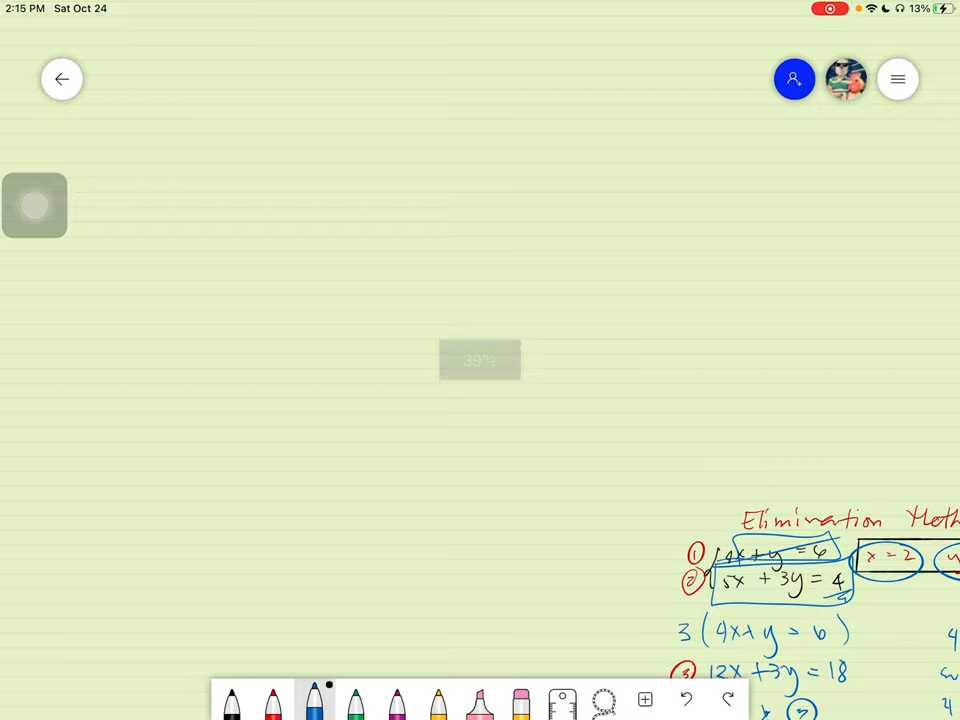 2:15 PM Sat Oct 24
13%
39%
Elimination Meth
① 4x + y = 6
x = 2 y
② 5x + 3y = 4
3 (4x + y = 6)
4
③ 12x + 3y = 18
4